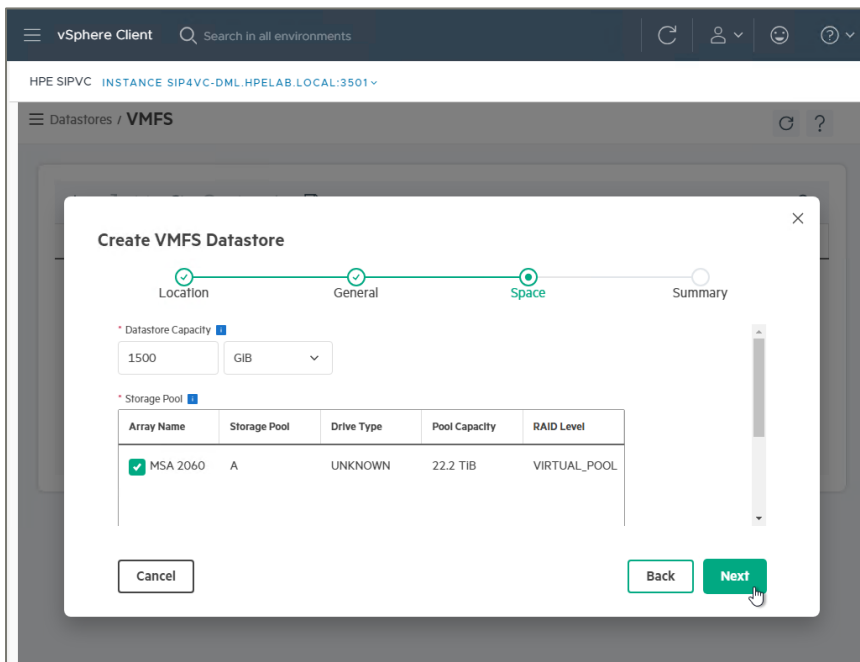 vSphere Client
Search in all environments
HPE SIPVC INSTANCE SIP4VC-DML.HPELAB.LOCAL:3501
Datastores / VMFS
?
Create VMFS Datastore
Location General Space Summary
* Datastore Capacity i
1500 GIB
* Storage Pool i
Array Name Storage Pool Drive Type Pool Capacity RAID Level
MSA 2060 A UNKNOWN 22.2 TIB VIRTUAL_POOL
Cancel Back Next